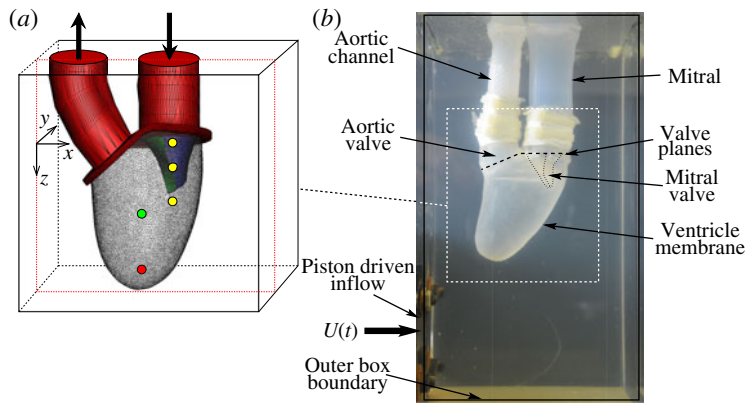 (a)
y
x
z
(b)
Aortic
channel
Mitral
Aortic
valve
Valve
planes
Mitral
valve
Ventricle
membrane
Piston driven
inflow
U(t)
Outer box
boundary